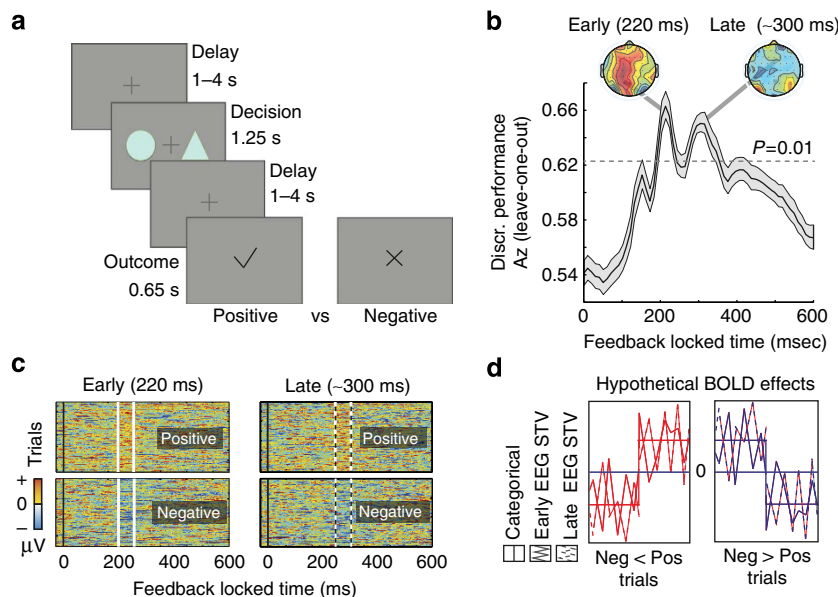 a
Delay
1–4 s
Decision
1.25 s
Delay
1–4 s
Outcome
0.65 s
Positive vs Negative
b
Early (220 ms) Late (~300 ms)
Discr. performance
Az (leave-one-out)
0.66
0.62
0.58
0.54
P=0.01
0 200 400 600
Feedback locked time (msec)
c
Early (220 ms) Late (~300 ms)
Trials
Positive Positive
Negative Negative
+
0
–
µV
0 200 400 600 0 200 400 600
Feedback locked time (ms)
d
Hypothetical BOLD effects
Categorical
Early EEG STV
Late EEG STV
0
Neg < Pos
trials
Neg > Pos
trials